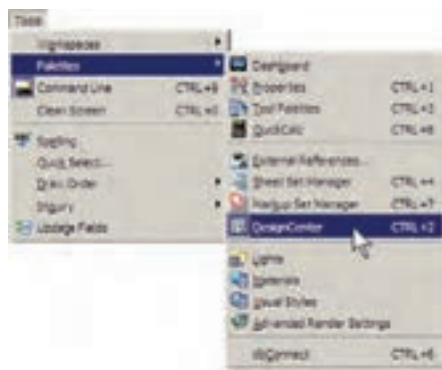 Tools
Workspaces
Palettes
Command Line CTRL+9
Clean Screen CTRL+0
Spelling
Quick Select...
Draw Order
Inquiry
Update Fields
Dashboard
Properties CTRL+1
Tool Palettes CTRL+3
QuickCalc CTRL+8
External References...
Sheet Set Manager CTRL+4
Markup Set Manager CTRL+7
DesignCenter CTRL+2
Lights
Materials
Visual Styles
Advanced Render Settings
dbConnect CTRL+6